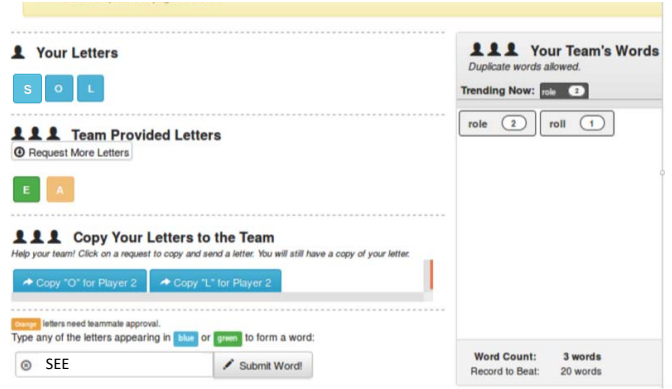 Your Letters
S O L
Team Provided Letters
Request More Letters
E A
Copy Your Letters to the Team
Help your team! Click on a request to copy and send a letter. You will still have a copy of your letter.
Copy "O" for Player 2 Copy "L" for Player 2
Orange letters need teammate approval.
Type any of the letters appearing in blue or green to form a word:
SEE Submit Word!
Your Team's Words
Duplicate words allowed.
Trending Now: role 2
role 2 roll 1
Word Count: 3 words
Record to Beat: 20 words